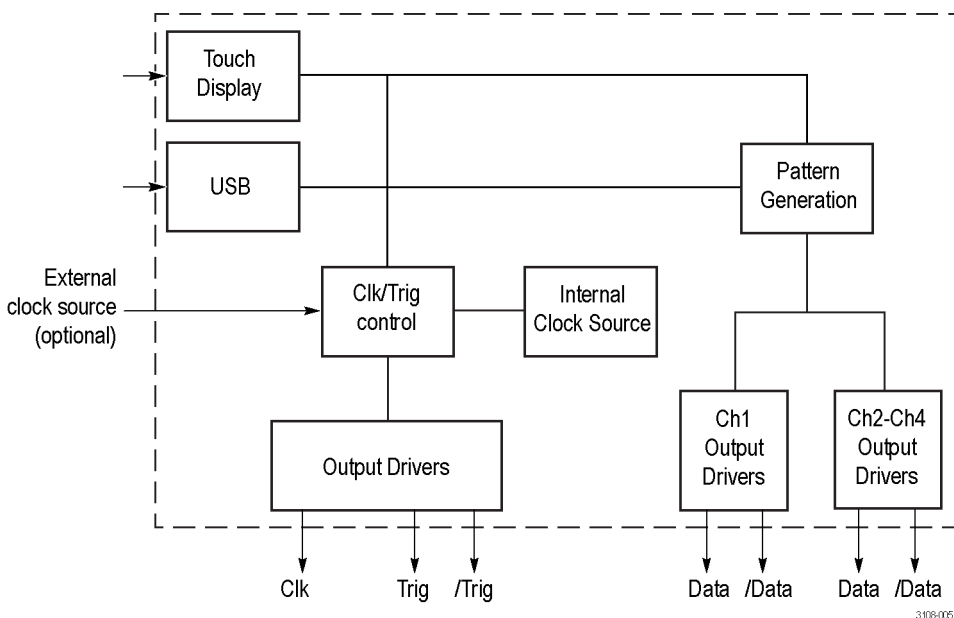 Touch
Display
USB
Pattern
Generation
External
clock source
(optional)
Clk/Trig
control
Internal
Clock Source
Ch1
Output
Drivers
Ch2-Ch4
Output
Drivers
Output Drivers
Clk
Trig
/Trig
Data
/Data
Data
/Data
3108-005